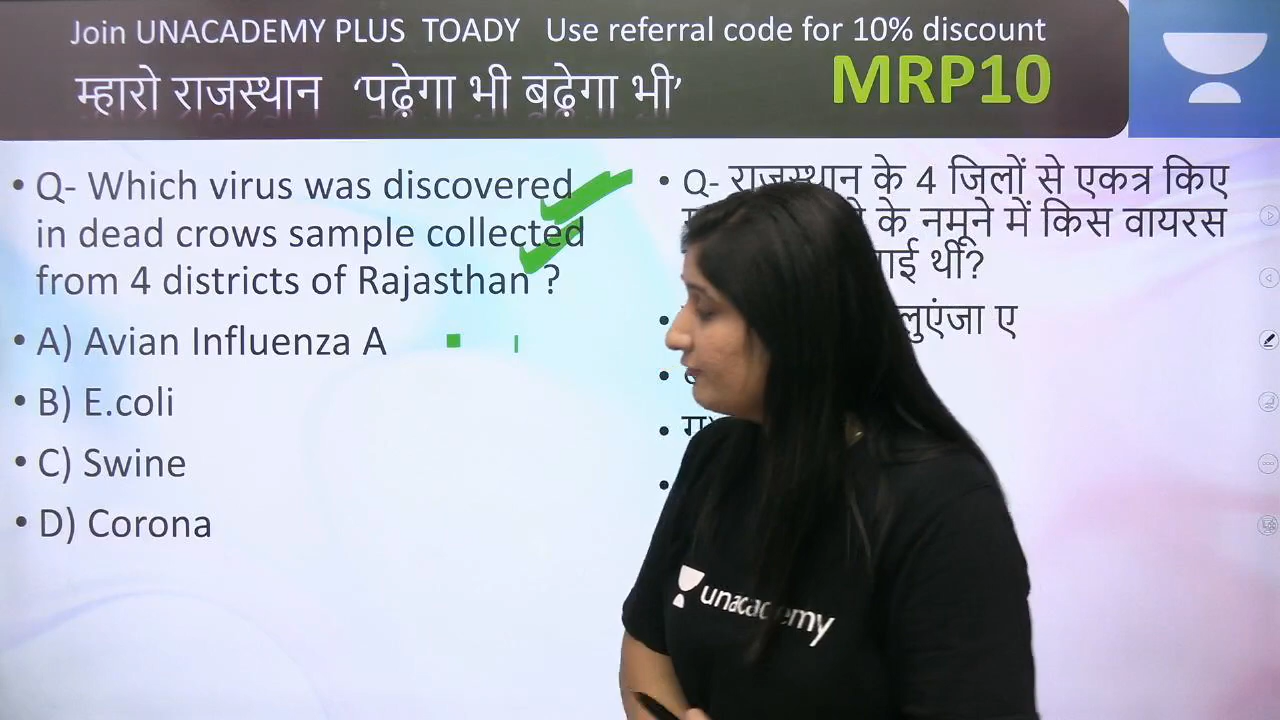 Join UNACADEMY PLUS TOADY Use referral code for 10% discount
म्हारो राजस्थान ‘पढ़ेगा भी बढ़ेगा भी’ MRP10
• Q- Which virus was discovered
in dead crows sample collected
from 4 districts of Rajasthan ?
• A) Avian Influenza A
• B) E.coli
• C) Swine
• D) Corona
• Q- राजस्थान के 4 जिलों से एकत्र किए
के नमूने में किस वायरस
थी?
ए
unacademy